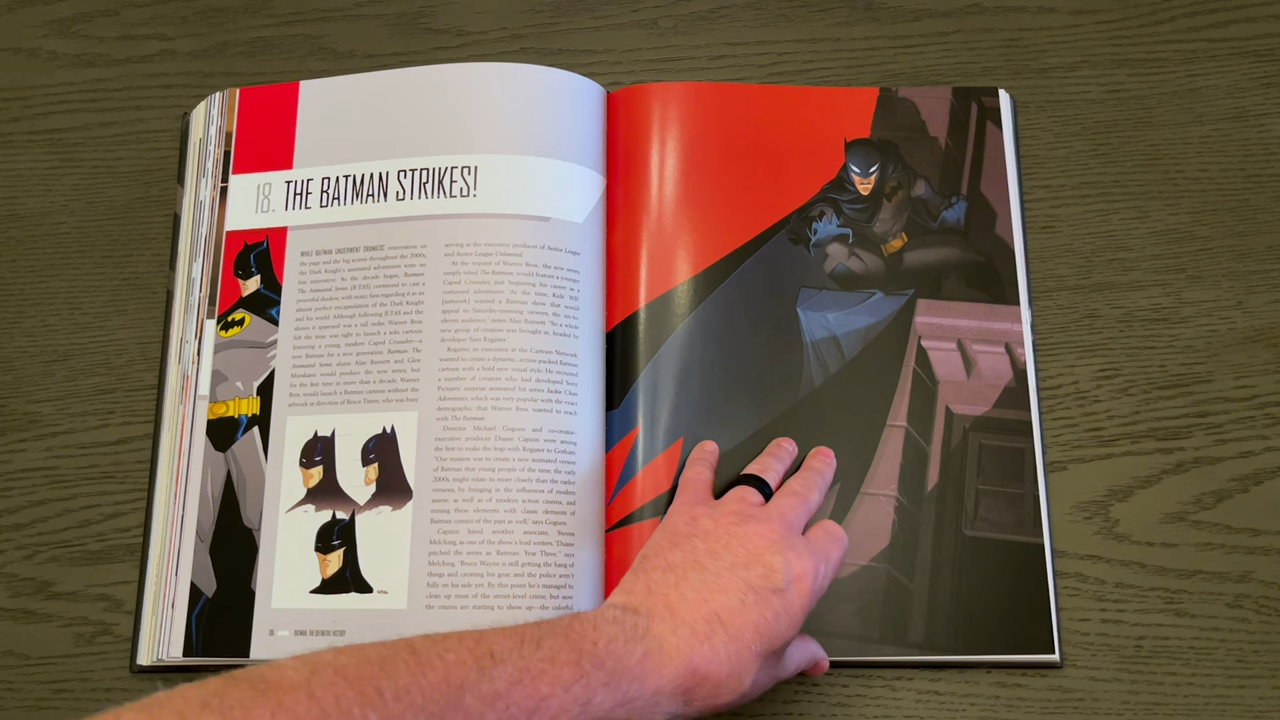 18. THE BATMAN STRIKES!
WHILE BATMAN UNDERWENT DRAMATIC reinvention on
the page and the big screen throughout the 2000s,
the Dark Knight's animated adventures were no
less innovative. As the decade began, Batman
The Animated Series [B:TAS] continued to cast a
powerful shadow, with many fans regarding it as an
almost perfect encapsulation of the Dark Knight
and his world. Although following B:TAS and the
shows it spawned was a tall order, Warner Bros.
felt the time was right to launch a solo cartoon
featuring a young, modern Caped Crusader—a
new Batman for a new generation. Batman: The
Animated Series alums Alan Burnett and Glen
Murakami would produce the new series, but
for the first time in more than a decade, Warner
Bros. would launch a Batman cartoon without the
artwork or direction of Bruce Timm, who was busy
serving as the executive producer of Justice League
and Justice League Unlimited.
At the request of Warner Bros., the new series,
simply titled The Batman, would feature a younger
Caped Crusader, just beginning his career as a
costumed adventurer. "At the time, Kids' WB!
[network] wanted a Batman show that would
appeal to Saturday-morning viewers, the six-to-
eleven audience," notes Alan Burnett. "So a whole
new group of creators was brought in, headed by
developer Sam Register."
Register, an executive at the Cartoon Network,
wanted to create a dynamic, action-packed Batman
cartoon with a bold new visual style. He recruited
a number of creators who had developed Sony
Pictures' surprise animated hit series Jackie Chan
Adventures, which was very popular with the exact
demographic that Warner Bros. wanted to reach
with The Batman.
Director Michael Goguen and co-creator–
executive producer Duane Capizzi were among
the first to make the leap with Register to Gotham.
"Our mission was to create a new animated version
of Batman that young people of the time, the early
2000s, might relate to more closely than the earlier
versions, by bringing in the influences of modern
anime, as well as of modern action cinema, and
mixing these elements with classic elements of
Batman comics of the past as well," says Goguen.
Capizzi hired another associate, Steven
Melching, as one of the show's lead writers. "Duane
pitched the series as 'Batman: Year Three,'" says
Melching. "Bruce Wayne is still getting the hang of
things and creating his gear, and the police aren't
fully on his side yet. By this point he's managed to
clean up most of the street-level crime, but now
the cracks are starting to show up—the colorful
BATMAN: THE DEFINITIVE HISTORY